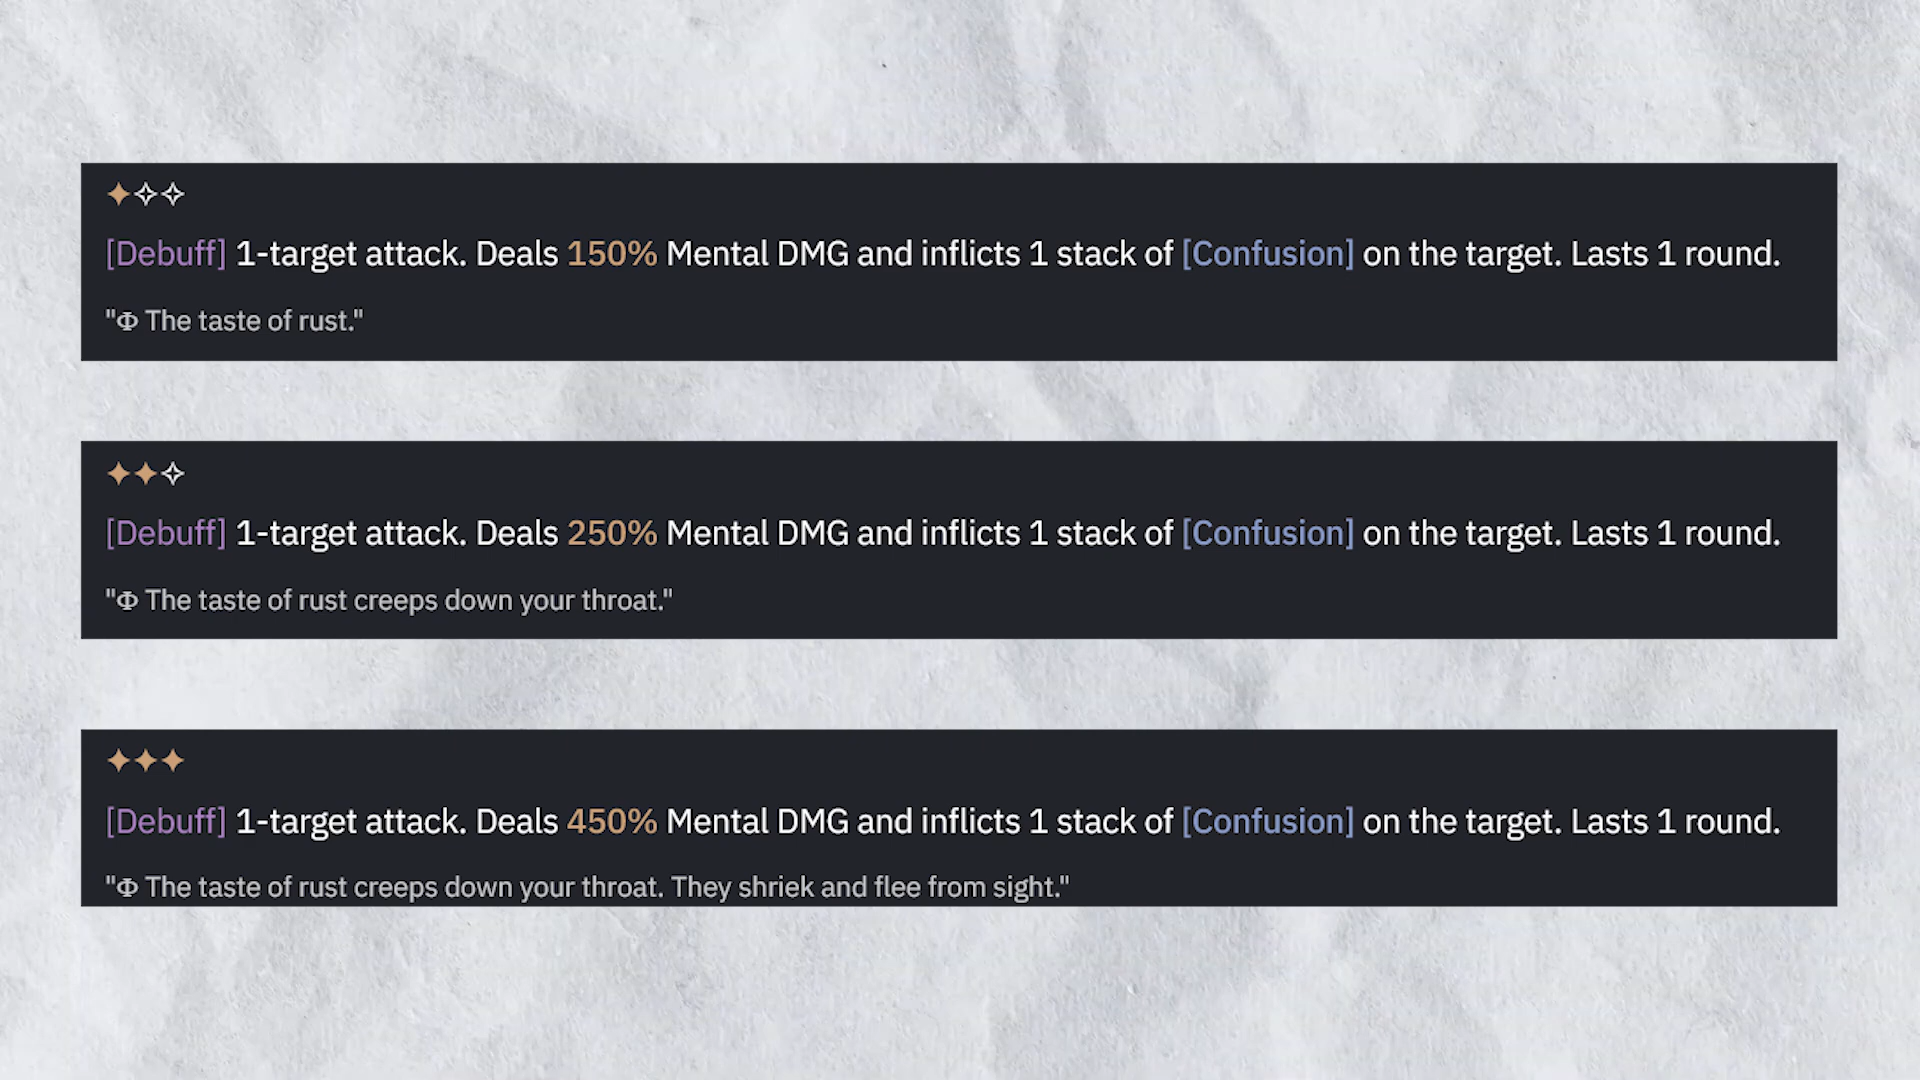 [Debuff] 1-target attack. Deals 150% Mental DMG and inflicts 1 stack of [Confusion] on the target. Lasts 1 round.
"Φ The taste of rust."
[Debuff] 1-target attack. Deals 250% Mental DMG and inflicts 1 stack of [Confusion] on the target. Lasts 1 round.
"Φ The taste of rust creeps down your throat."
[Debuff] 1-target attack. Deals 450% Mental DMG and inflicts 1 stack of [Confusion] on the target. Lasts 1 round.
"Φ The taste of rust creeps down your throat. They shriek and flee from sight."